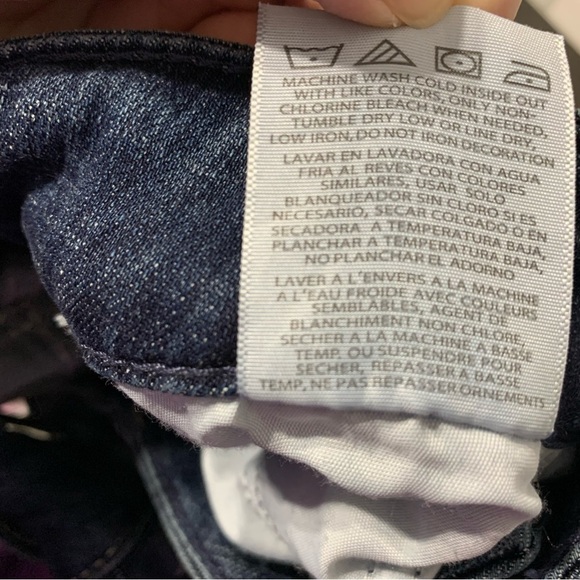 MACHINE WASH COLD INSIDE OUT
WITH LIKE COLORS, ONLY NON-
CHLORINE BLEACH WHEN NEEDED,
TUMBLE DRY LOW OR LINE DRY,
LOW IRON, DO NOT IRON DECORATION
LAVAR EN LAVADORA CON AGUA
FRIA AL REVES CON COLORES
SIMILARES, USAR SOLO
BLANQUEADOR SIN CLORO SI ES
NECESARIO, SECAR COLGADO O EN
SECADORA A TEMPERATURA BAJA,
PLANCHAR A TEMPERATURA BAJA,
NO PLANCHAR EL ADORNO
LAVER A L'ENVERS A LA MACHINE
A L'EAU FROIDE AVEC COULEURS
SEMBLABLES, AGENT DE
BLANCHIMENT NON CHLORE,
SECHER A LA MACHINE A BASSE
TEMP. OU SUSPENDRE POUR
SECHER, REPASSER A BASSE
TEMP, NE PAS REPASSER ORNEMENTS